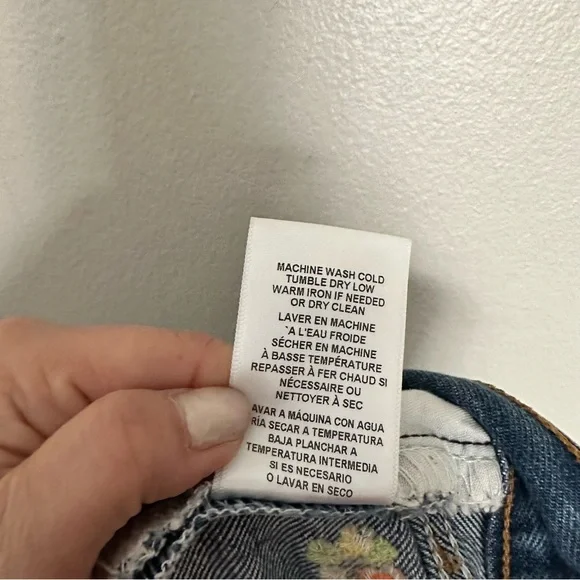 MACHINE WASH COLD
TUMBLE DRY LOW
WARM IRON IF NEEDED
OR DRY CLEAN
LAVER EN MACHINE
`A L'EAU FROIDE
SÉCHER EN MACHINE
À BASSE TEMPÉRATURE
REPASSER À FER CHAUD SI
NÉCESSAIRE OU
NETTOYER À SEC
AVAR A MÁQUINA CON AGUA
RÍA SECAR A TEMPERATURA
BAJA PLANCHAR A
TEMPERATURA INTERMEDIA
SI ES NECESARIO
O LAVAR EN SECO